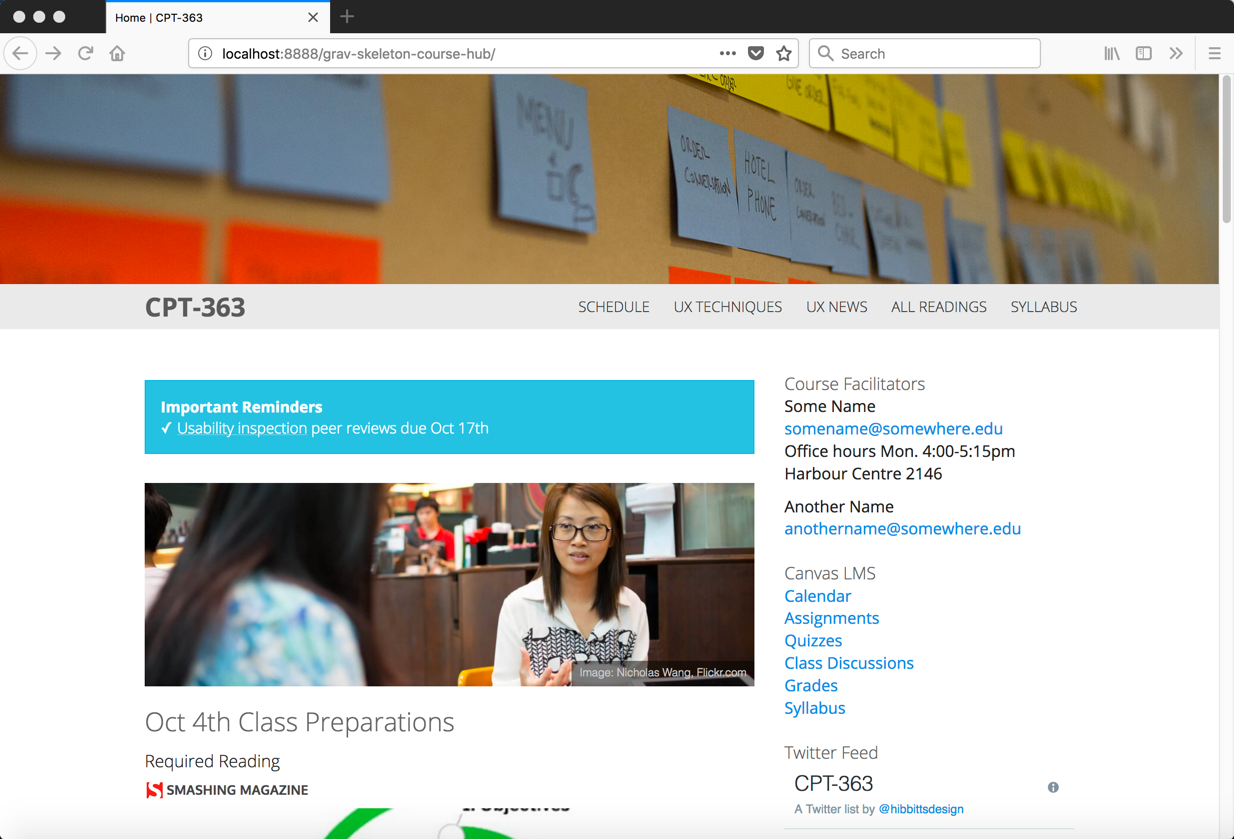 Home | CPT-363
localhost:8888/grav-skeleton-course-hub/
Search
MENU
ORDER
HOTEL
PHONE
ORDER
CPT-363
SCHEDULE
UX TECHNIQUES
UX NEWS
ALL READINGS
SYLLABUS
Important Reminders
✓ Usability inspection peer reviews due Oct 17th
Image: Nicholas Wang, Flickr.com
Oct 4th Class Preparations
Required Reading
SMASHING MAGAZINE
1. Objectives
Course Facilitators
Some Name
somename@somewhere.edu
Office hours Mon. 4:00-5:15pm
Harbour Centre 2146
Another Name
anothername@somewhere.edu
Canvas LMS
Calendar
Assignments
Quizzes
Class Discussions
Grades
Syllabus
Twitter Feed
CPT-363
A Twitter list by @hibbittsdesign